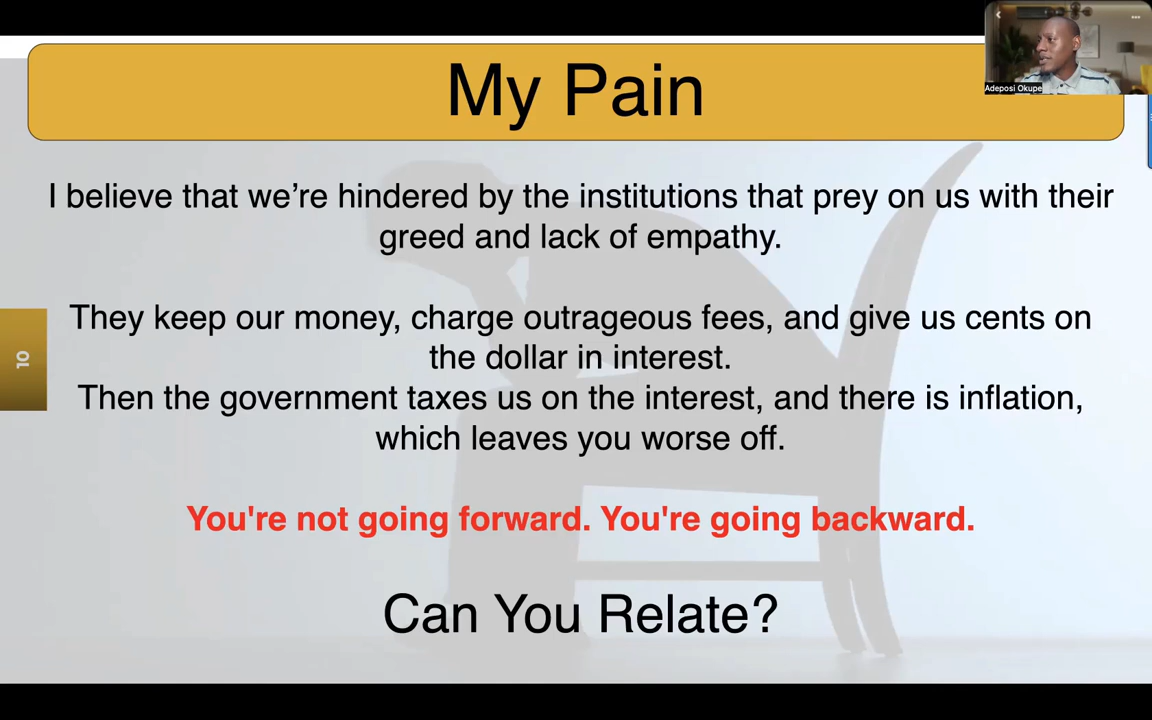 My Pain
Adeposi Okupe
I believe that we’re hindered by the institutions that prey on us with their
greed and lack of empathy.
They keep our money, charge outrageous fees, and give us cents on
the dollar in interest.
10
Then the government taxes us on the interest, and there is inflation,
which leaves you worse off.
You're not going forward. You're going backward.
Can You Relate?